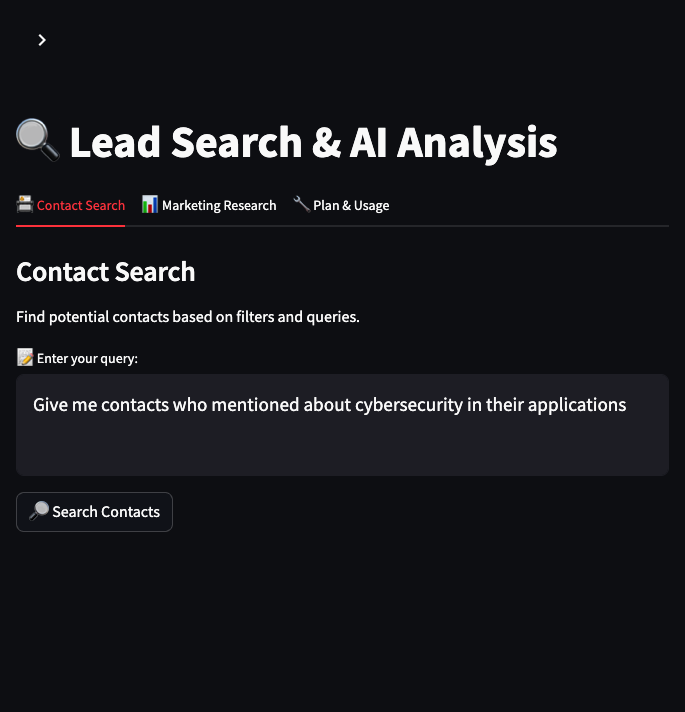 Lead Search & AI Analysis
Contact Search
Marketing Research
Plan & Usage
Contact Search
Find potential contacts based on filters and queries.
Enter your query:
Give me contacts who mentioned about cybersecurity in their applications
Search Contacts